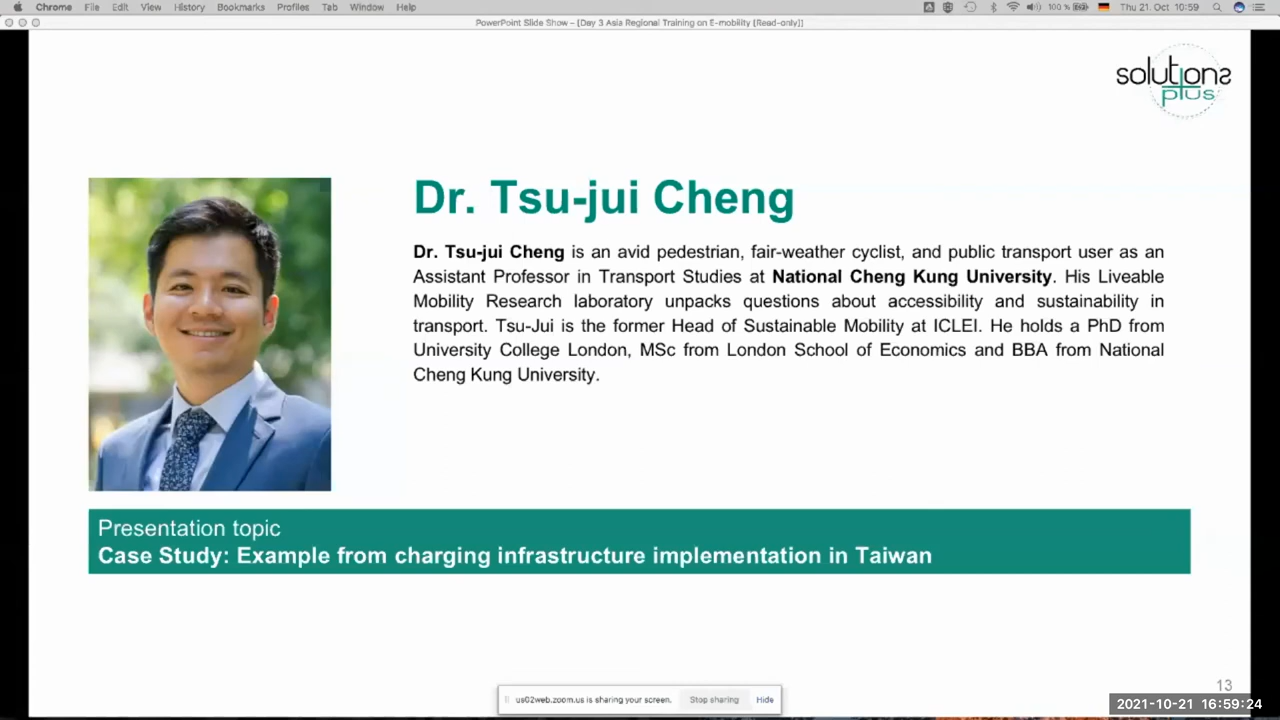 Chrome File Edit View History Bookmarks Profiles Tab Window Help 100 % Thu 21. Oct 10:59
PowerPoint Slide Show – [Day 3 Asia Regional Training on E-mobility [Read-only]]
solutions
plus
Dr. Tsu-jui Cheng
Dr. Tsu-jui Cheng is an avid pedestrian, fair-weather cyclist, and public transport user as an
Assistant Professor in Transport Studies at National Cheng Kung University. His Liveable
Mobility Research laboratory unpacks questions about accessibility and sustainability in
transport. Tsu-Jui is the former Head of Sustainable Mobility at ICLEI. He holds a PhD from
University College London, MSc from London School of Economics and BBA from National
Cheng Kung University.
Presentation topic
Case Study: Example from charging infrastructure implementation in Taiwan
us02web.zoom.us is sharing your screen. Stop sharing Hide
13
2021-10-21 16:59:24